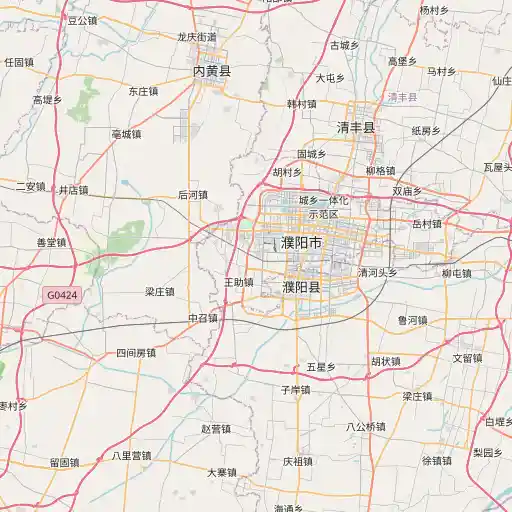 杨村乡
豆公镇
龙庆街道
古城乡
任固镇
高堡乡
内黄县
马村乡
大屯乡
仙庄
东庄镇
高堤乡
韩村镇
清丰县
清丰县
亳城镇
纸房乡
固城乡
胡村乡
柳格镇
瓦屋头
二安镇
井店镇
后河镇
城乡一体化
示范区
双庙乡
岳村镇
善堂镇
濮阳市
清河头乡
柳屯镇
王助镇
濮阳县
G0424
梁庄镇
中召镇
鲁河镇
四间房镇
文留镇
五星乡
胡状镇
子岸镇
梁庄镇
枣村乡
赵营镇
八公桥镇
白堽乡
梨园乡
八里营镇
留固镇
庆祖镇
徐镇镇
大寨镇
海通乡